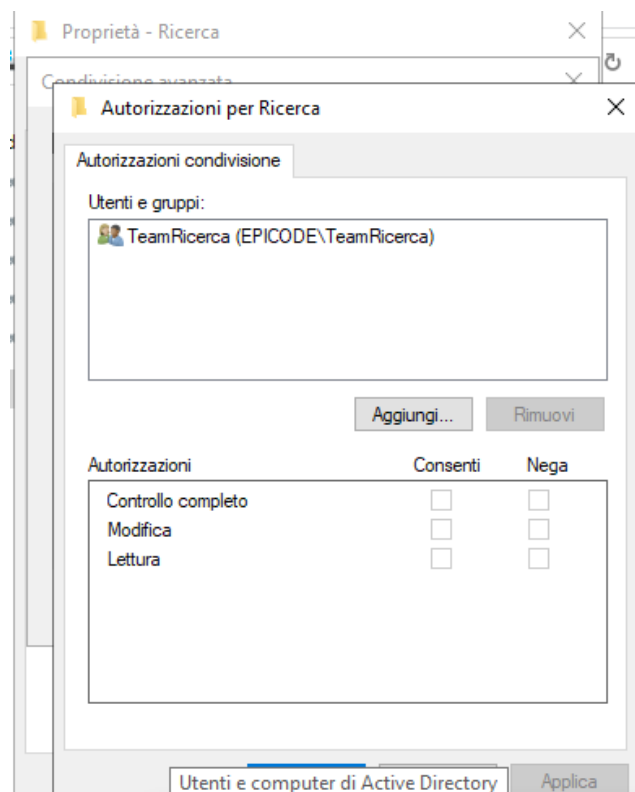 Proprietà - Ricerca
Condivisione avanzata
Autorizzazioni per Ricerca
Autorizzazioni condivisione
Utenti e gruppi:
TeamRicerca (EPICODE\TeamRicerca)
Aggiungi... Rimuovi
Autorizzazioni Consenti Nega
Controllo completo
Modifica
Lettura
Utenti e computer di Active Directory Applica